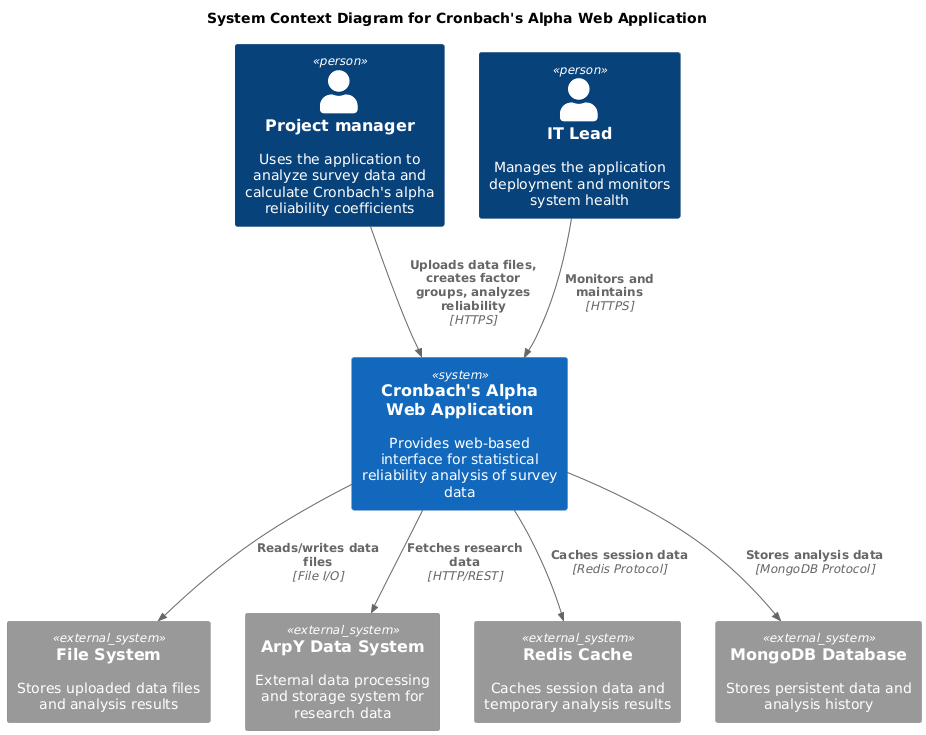 System Context Diagram for Cronbach's Alpha Web Application
«person»
Project manager
Uses the application to
analyze survey data and
calculate Cronbach's alpha
reliability coefficients
«person»
IT Lead
Manages the application
deployment and monitors
system health
Uploads data files,
creates factor
groups, analyzes
reliability
[HTTPS]
Monitors and
maintains
[HTTPS]
«system»
Cronbach's Alpha
Web Application
Provides web-based
interface for statistical
reliability analysis of survey
data
Reads/writes data
files
[File I/O]
Fetches research
data
[HTTP/REST]
Caches session data
[Redis Protocol]
Stores analysis data
[MongoDB Protocol]
«external_system»
File System
Stores uploaded data files
and analysis results
«external_system»
ArpY Data System
External data processing
and storage system for
research data
«external_system»
Redis Cache
Caches session data and
temporary analysis results
«external_system»
MongoDB Database
Stores persistent data and
analysis history